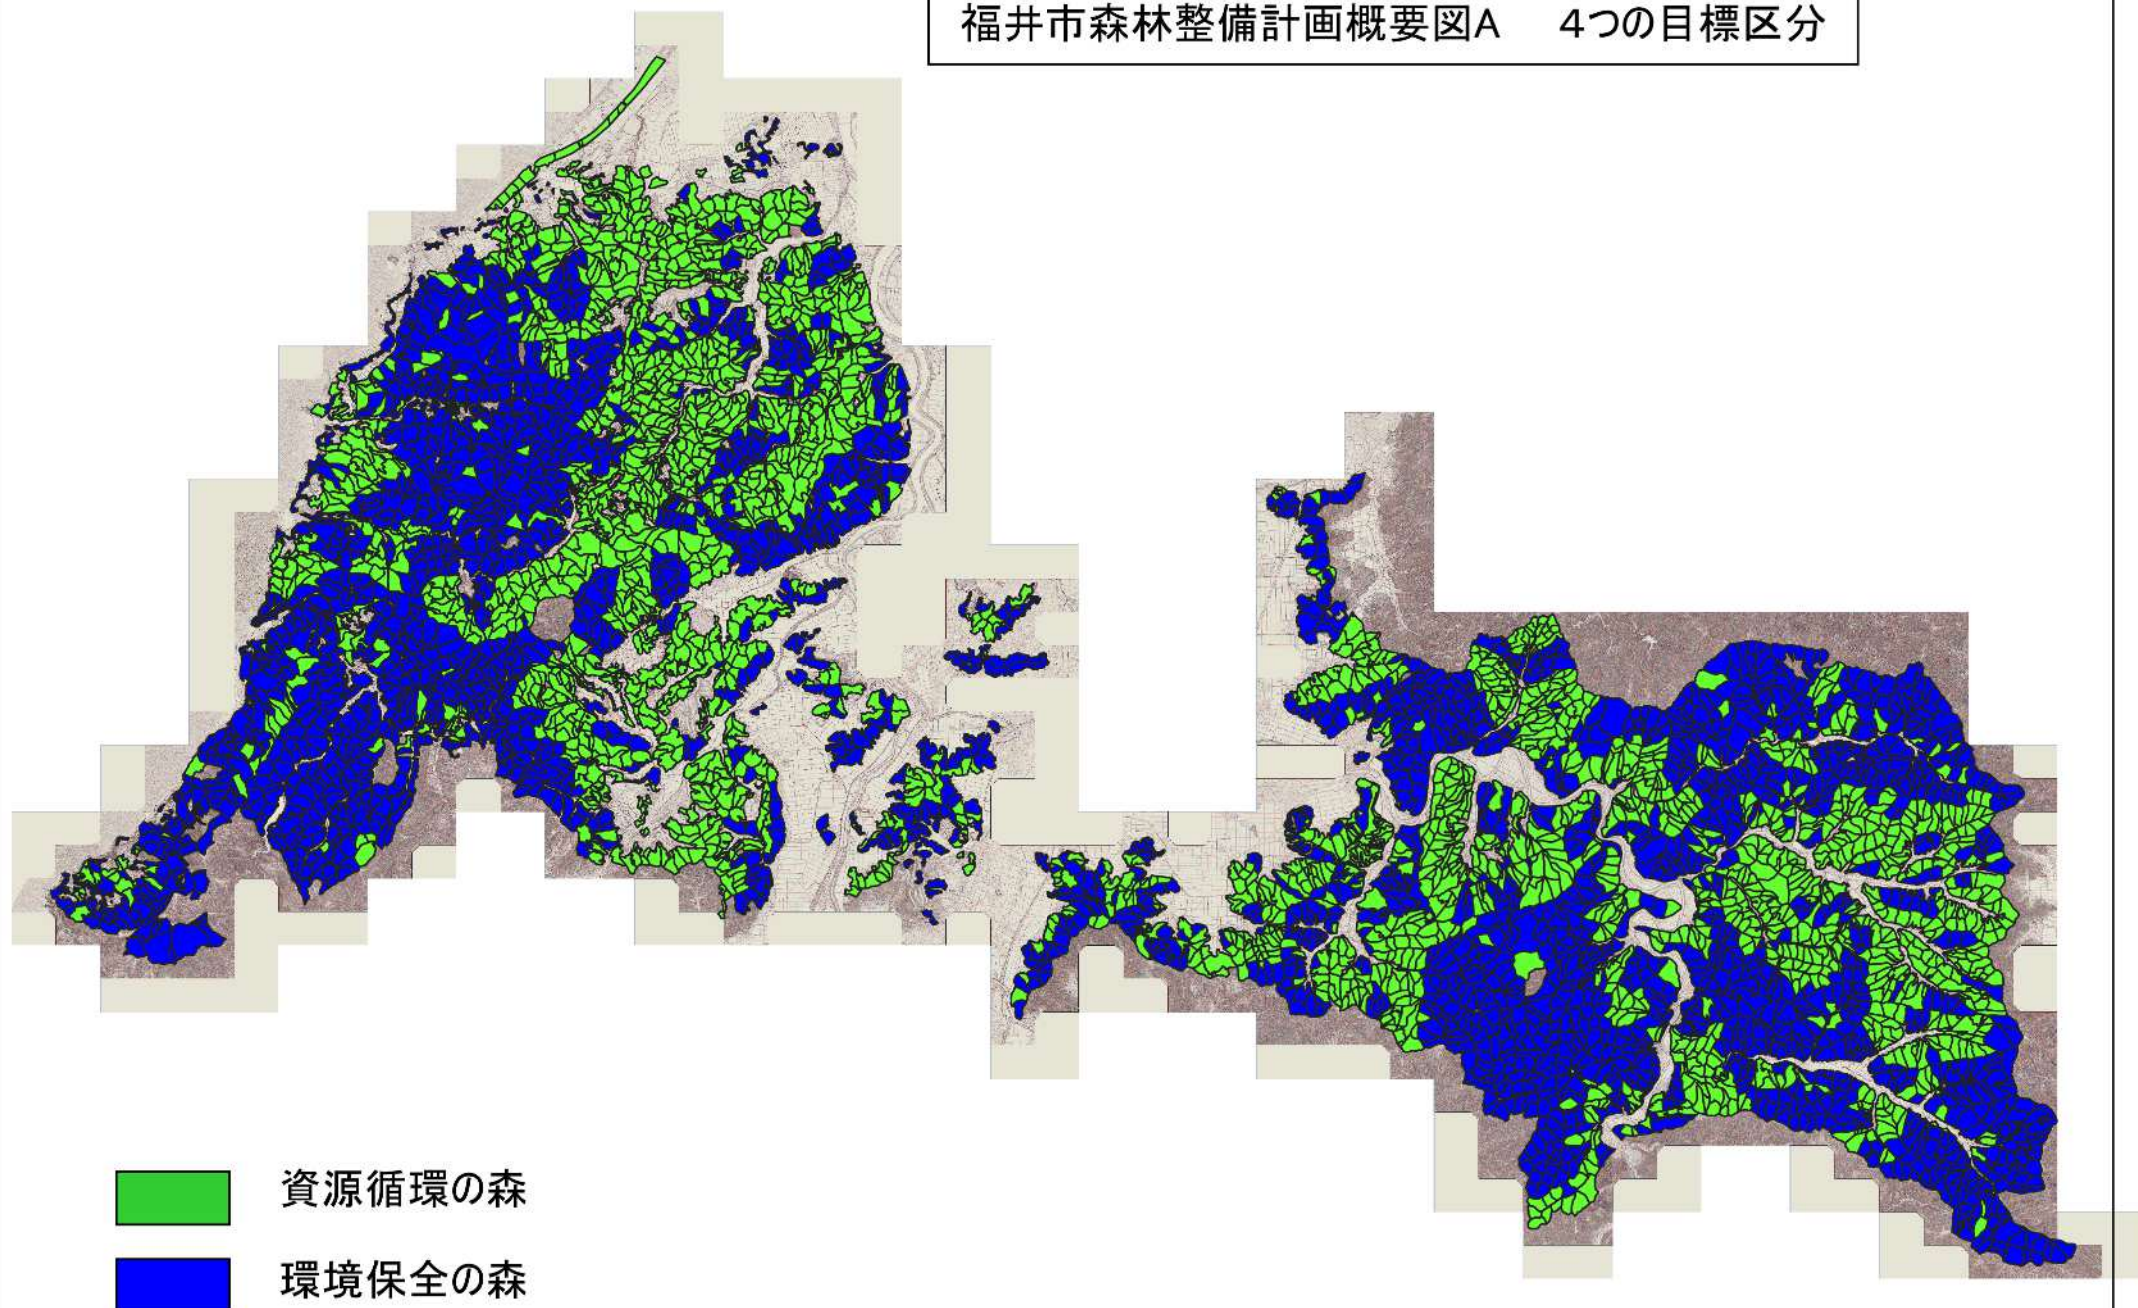 福井市森林整備計画概要図A　4つの目標区分
資源循環の森
環境保全の森